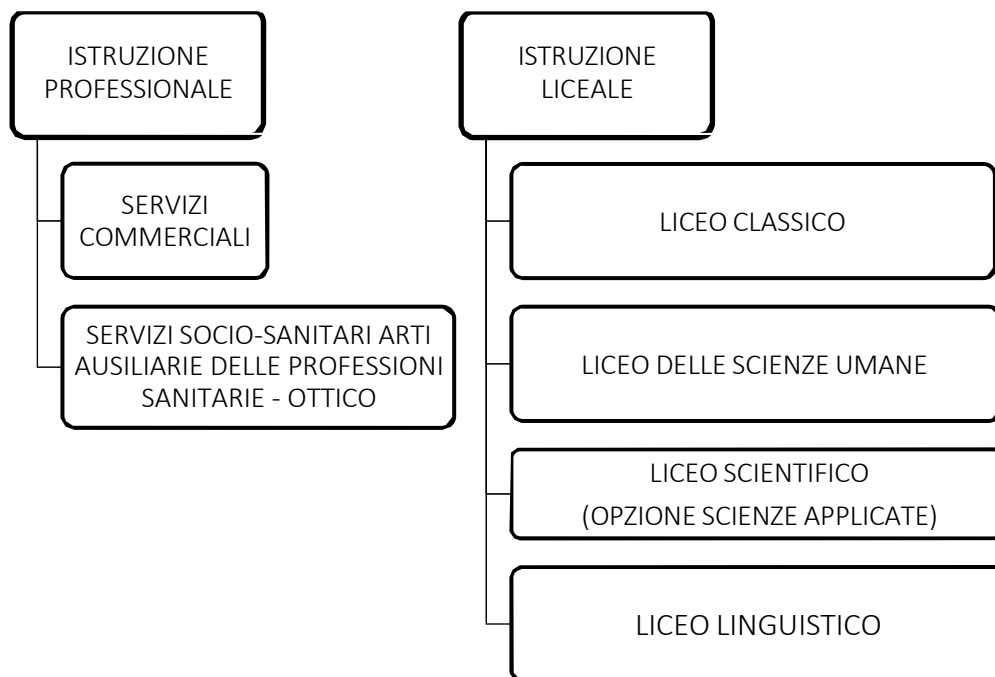 ISTRUZIONE
PROFESSIONALE
SERVIZI
COMMERCIALI
SERVIZI SOCIO-SANITARI ARTI
AUSILIARIE DELLE PROFESSIONI
SANITARIE - OTTICO
ISTRUZIONE
LICEALE
LICEO CLASSICO
LICEO DELLE SCIENZE UMANE
LICEO SCIENTIFICO
(OPZIONE SCIENZE APPLICATE)
LICEO LINGUISTICO